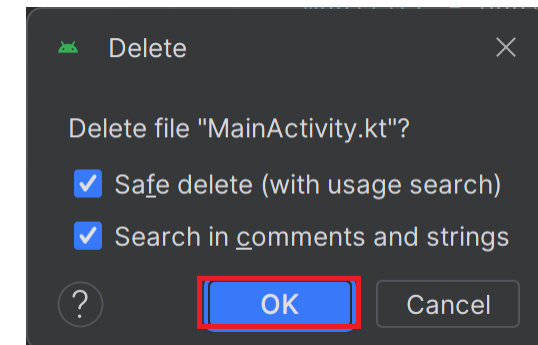 Delete
Delete file "MainActivity.kt"?
Safe delete (with usage search)
Search in comments and strings
? OK Cancel